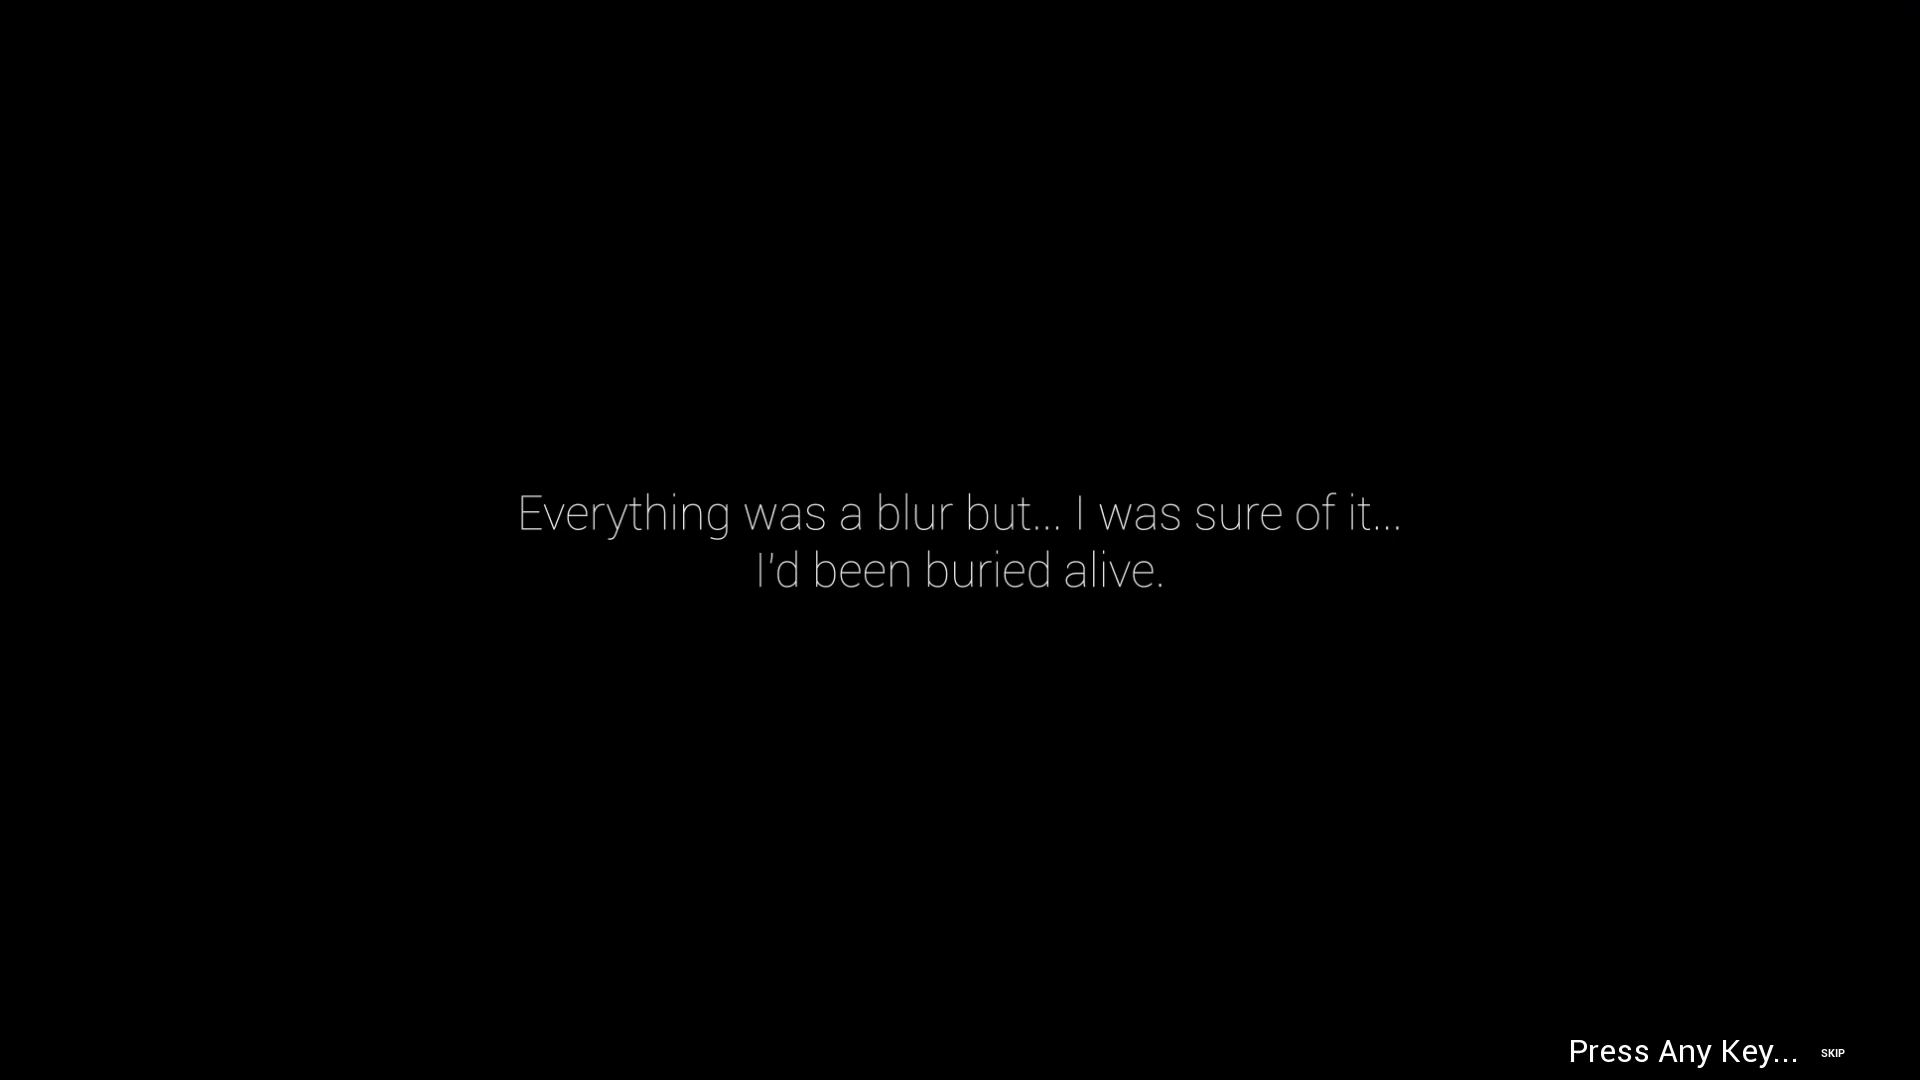 Everything was a blur but... I was sure of it...
I'd been buried alive.
Press Any Key... SKIP